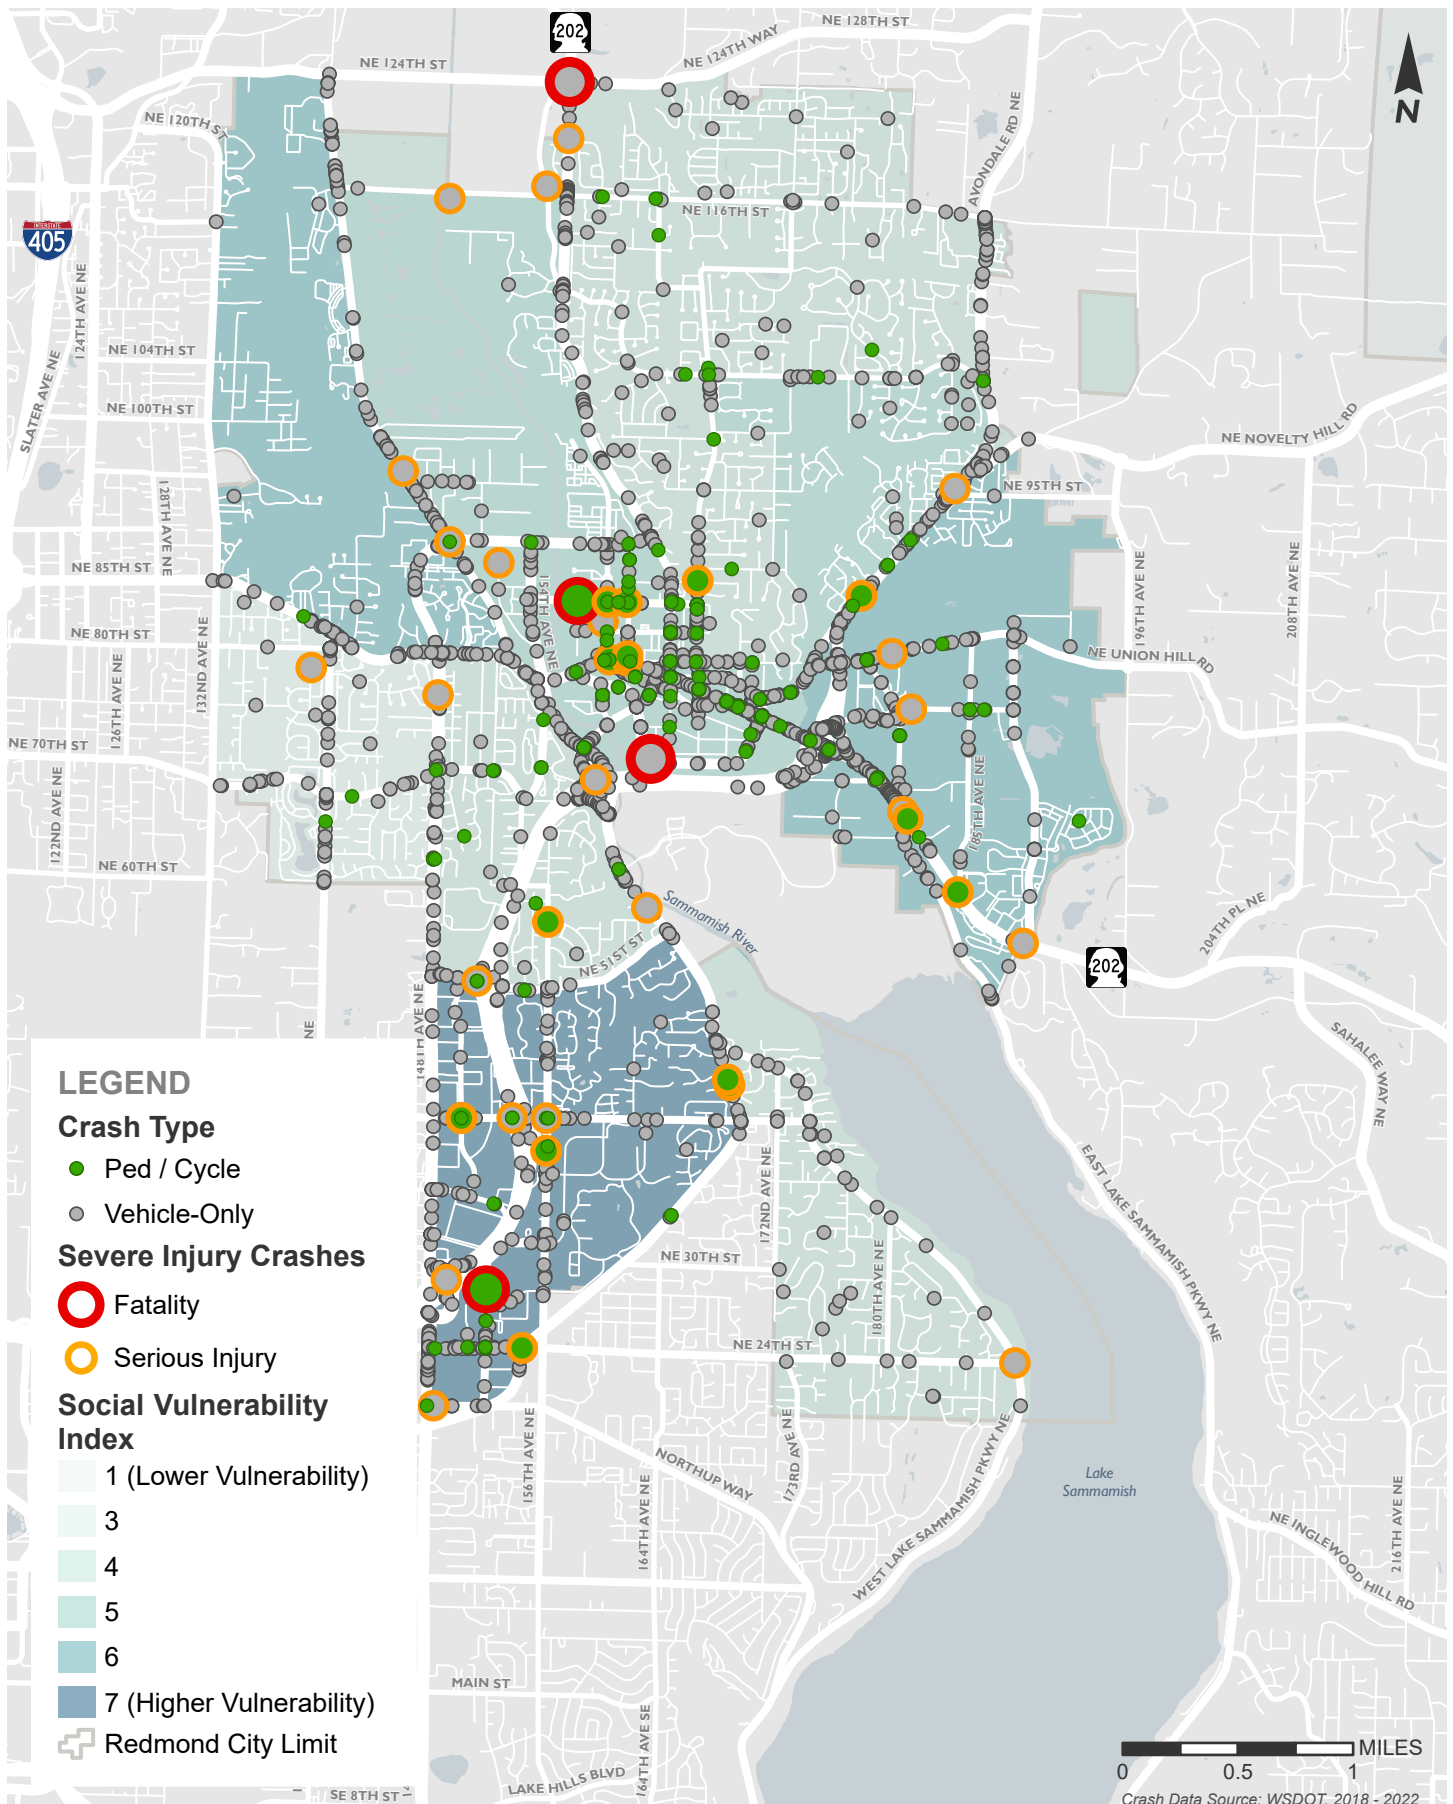 202
NE 128TH ST
NE 124TH WAY
NE 124TH ST
N
NE 120TH ST
AVONDALE RD NE
NE 116TH ST
INTERSTATE
405
124TH AVE NE
SLATER AVE NE
NE 104TH ST
NE 100TH ST
NE NOVELTY HILL RD
128TH AVE NE
NE 95TH ST
NE 85TH ST
154TH AVE NE
196TH AVE NE
208TH AVE NE
NE 80TH ST
132ND AVE NE
126TH AVE NE
NE UNION HILL RD
NE 70TH ST
122ND AVE NE
185TH AVE NE
NE 60TH ST
Sammamish River
204TH PL NE
NE 51ST ST
202
148TH AVE NE
NE
SAHALEE WAY NE
LEGEND
Crash Type
Ped / Cycle
Vehicle-Only
Severe Injury Crashes
Fatality
Serious Injury
Social Vulnerability
Index
1 (Lower Vulnerability)
3
4
5
6
7 (Higher Vulnerability)
Redmond City Limit
172ND AVE NE
EAST LAKE SAMMAMISH PKWY NE
NE 30TH ST
180TH AVE NE
NE 24TH ST
156TH AVE NE
NORTHUP WAY
164TH AVE NE
173RD AVE NE
WEST LAKE SAMMAMISH PKWY NE
Lake
Sammamish
216TH AVE NE
NE INGLEWOOD HILL RD
MAIN ST
164TH AVE SE
LAKE HILLS BLVD
SE 8TH ST
MILES
0 0.5 1
Crash Data Source: WSDOT, 2018 - 2022